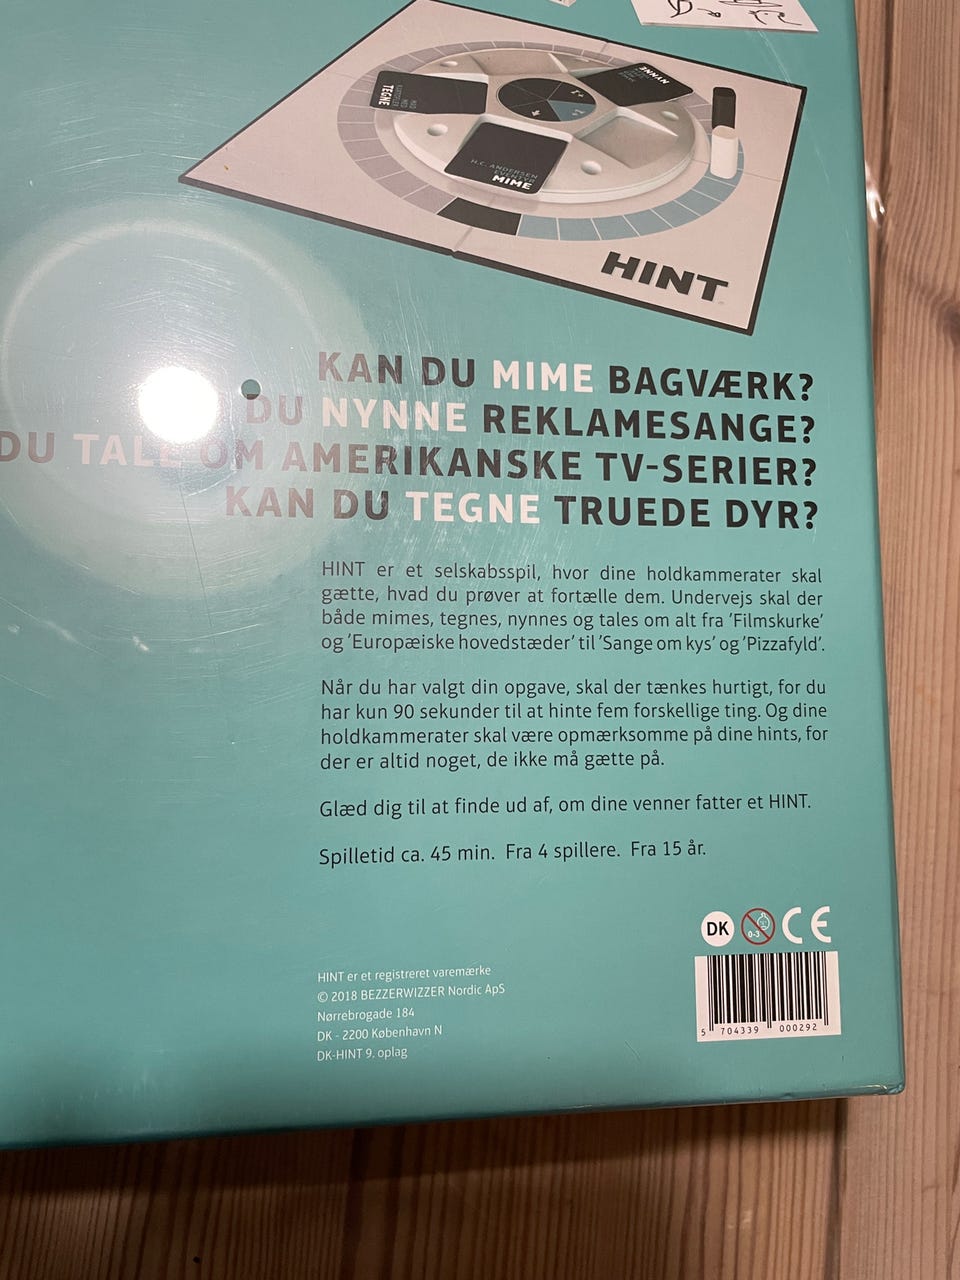 NYNNE
TEGNE
H.C. ANDERSEN
EVENTYR
MIME
HINT
KAN DU MIME BAGVÆRK?
DU NYNNE REKLAMESANGE?
DU TALE OM AMERIKANSKE TV-SERIER?
KAN DU TEGNE TRUEDE DYR?
HINT er et selskabsspil, hvor dine holdkammerater skal
gætte, hvad du prøver at fortælle dem. Undervejs skal der
både mimes, tegnes, nynnes og tales om alt fra 'Filmskurke'
og 'Europæiske hovedstæder' til 'Sange om kys' og 'Pizzafyld'.
Når du har valgt din opgave, skal der tænkes hurtigt, for du
har kun 90 sekunder til at hinte fem forskellige ting. Og dine
holdkammerater skal være opmærksomme på dine hints, for
der er altid noget, de ikke må gætte på.
Glæd dig til at finde ud af, om dine venner fatter et HINT.
Spilletid ca. 45 min. Fra 4 spillere. Fra 15 år.
DK 0-3 CE
HINT er et registreret varemærke
© 2018 BEZZERWIZZER Nordic ApS
Nørrebrogade 184
DK - 2200 København N
DK-HINT 9. oplag
5 704339 000292